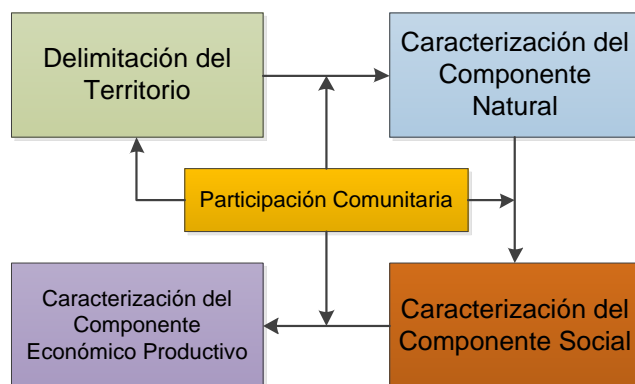 Delimitación del
Territorio
Caracterización del
Componente
Natural
Participación Comunitaria
Caracterización del
Componente
Económico Productivo
Caracterización del
Componente Social